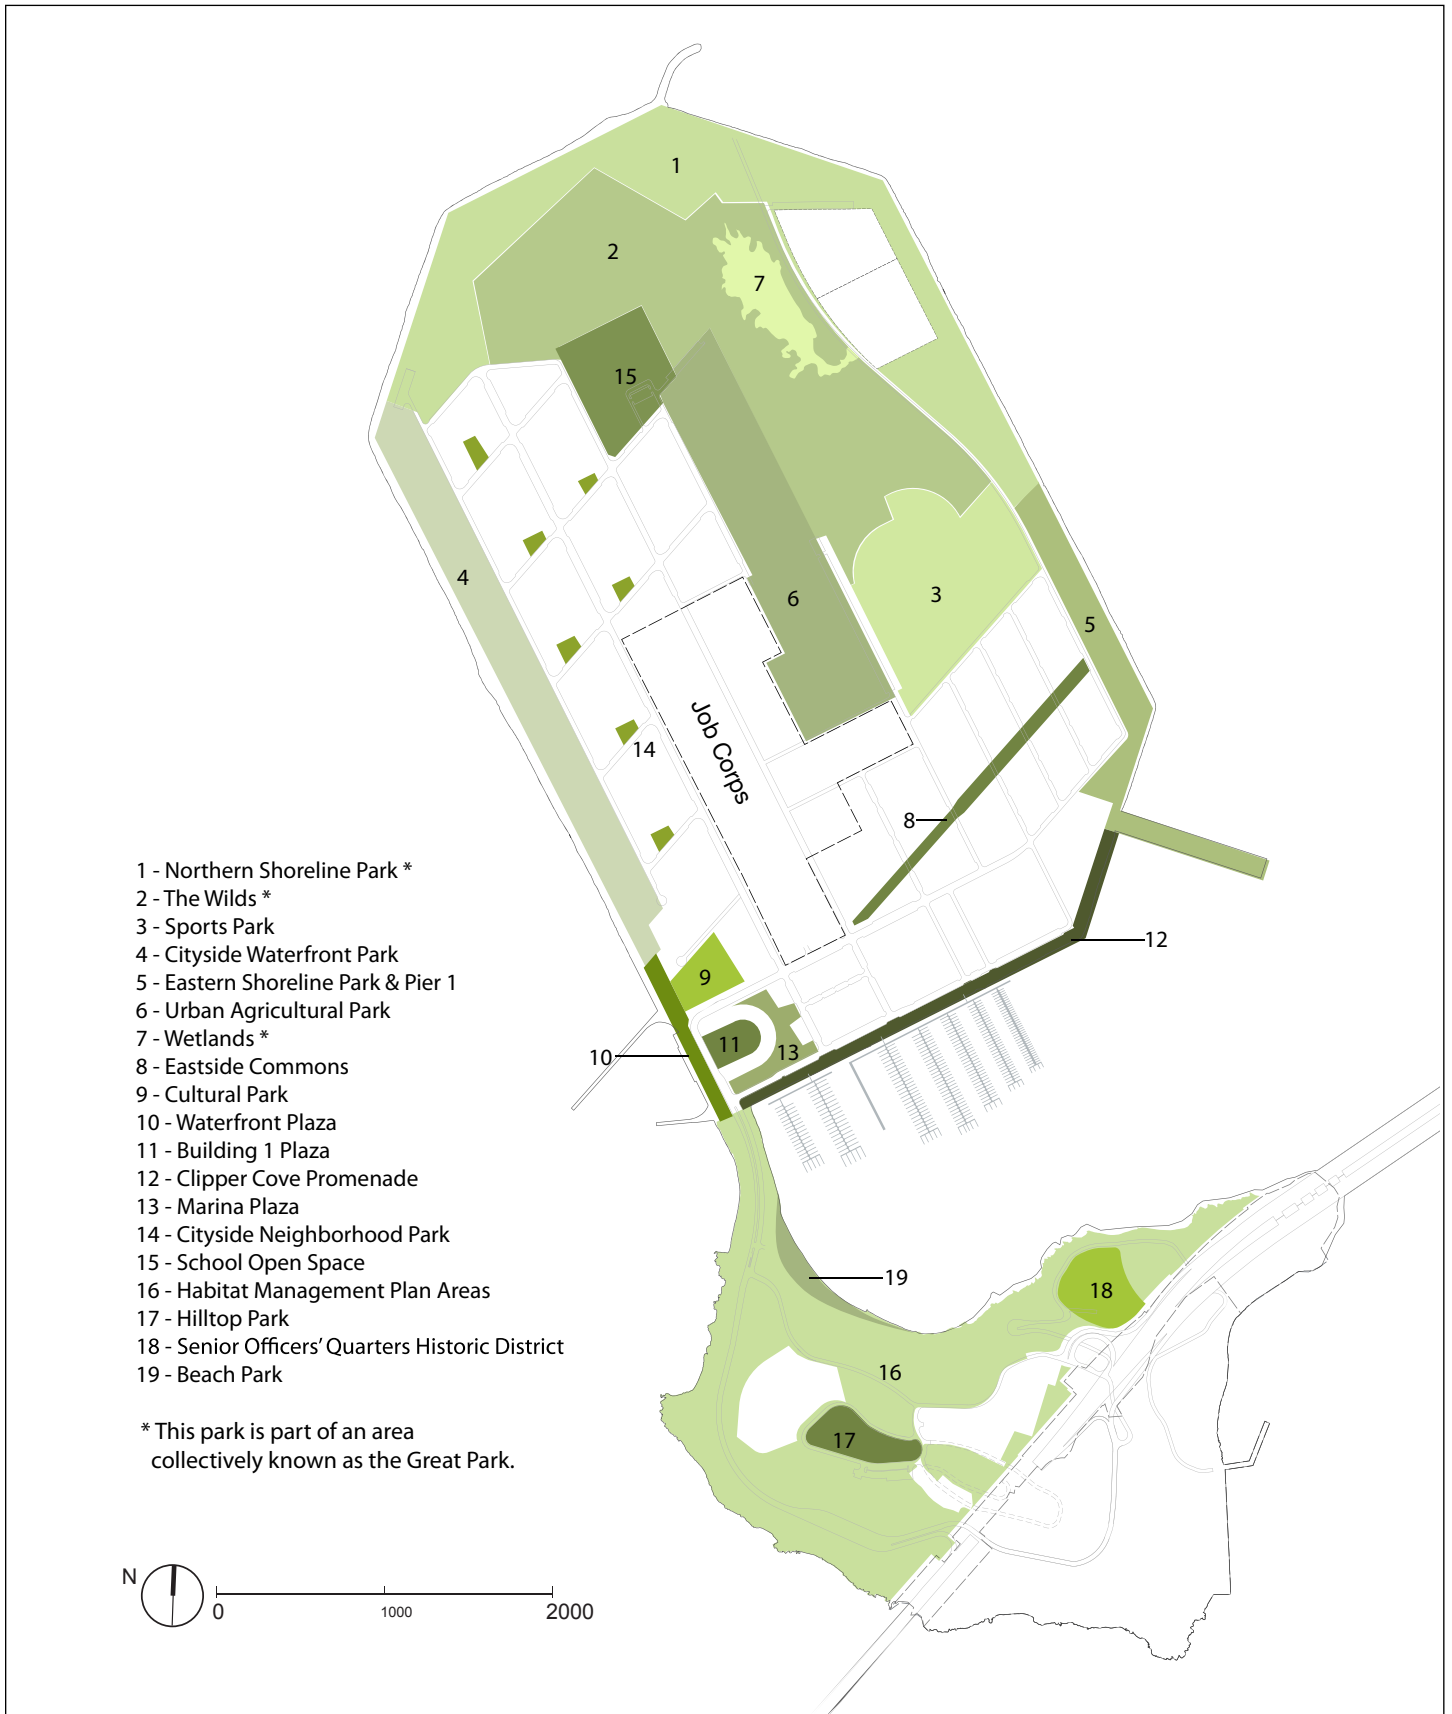 1
2
7
15
4
6
3
5
Job Corps
14
8
12
9
11
13
10
19
18
16
17
1 - Northern Shoreline Park *
2 - The Wilds *
3 - Sports Park
4 - Cityside Waterfront Park
5 - Eastern Shoreline Park & Pier 1
6 - Urban Agricultural Park
7 - Wetlands *
8 - Eastside Commons
9 - Cultural Park
10 - Waterfront Plaza
11 - Building 1 Plaza
12 - Clipper Cove Promenade
13 - Marina Plaza
14 - Cityside Neighborhood Park
15 - School Open Space
16 - Habitat Management Plan Areas
17 - Hilltop Park
18 - Senior Officers' Quarters Historic District
19 - Beach Park
* This park is part of an area
collectively known as the Great Park.
N
0 1000 2000